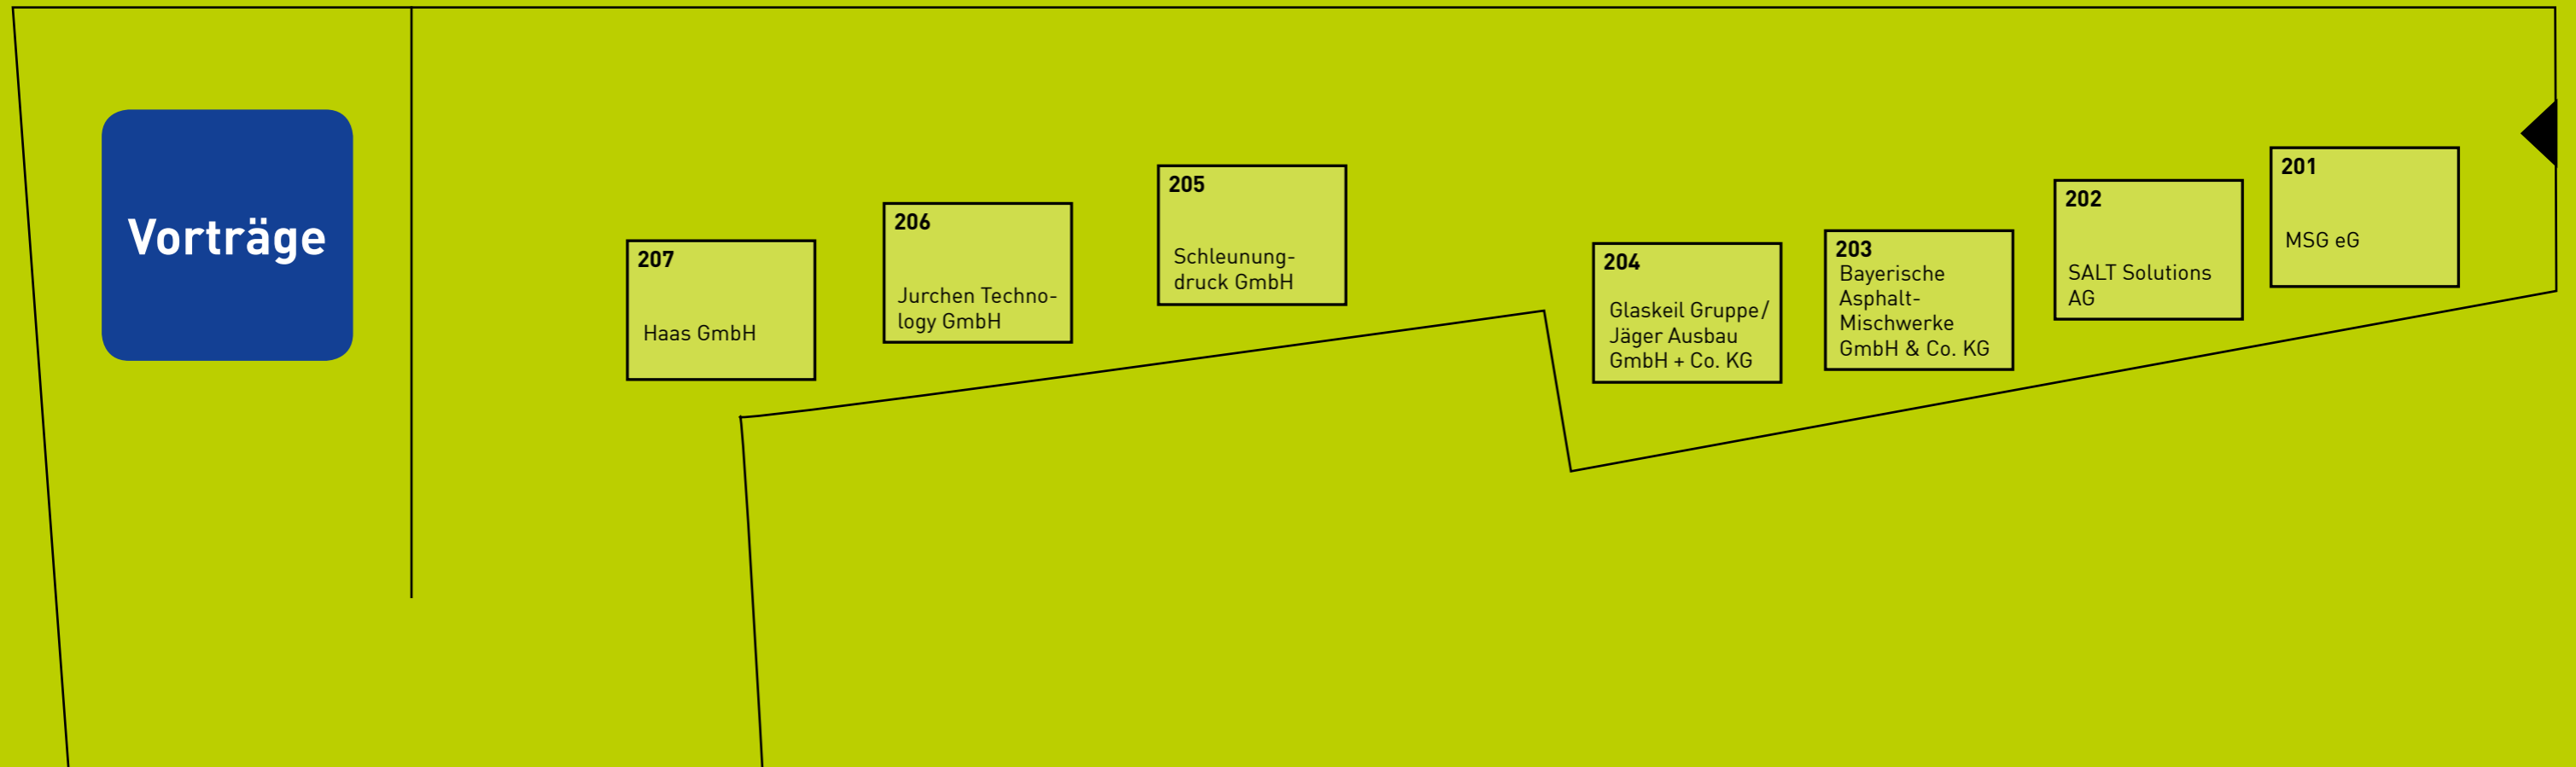 Vorträge
207
Haas GmbH
206
Jurchen Techno-
logy GmbH
205
Schleunung-
druck GmbH
204
Glaskeil Gruppe/
Jäger Ausbau
GmbH + Co. KG
203
Bayerische
Asphalt-
Mischwerke
GmbH & Co. KG
202
SALT Solutions
AG
201
MSG eG